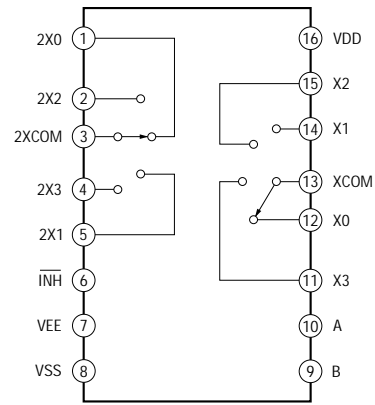 2X0 1
2X2 2
2XCOM 3
2X3 4
2X1 5
I̅N̅H̅ 6
VEE 7
VSS 8
16 VDD
15 X2
14 X1
13 XCOM
12 X0
11 X3
10 A
9 B